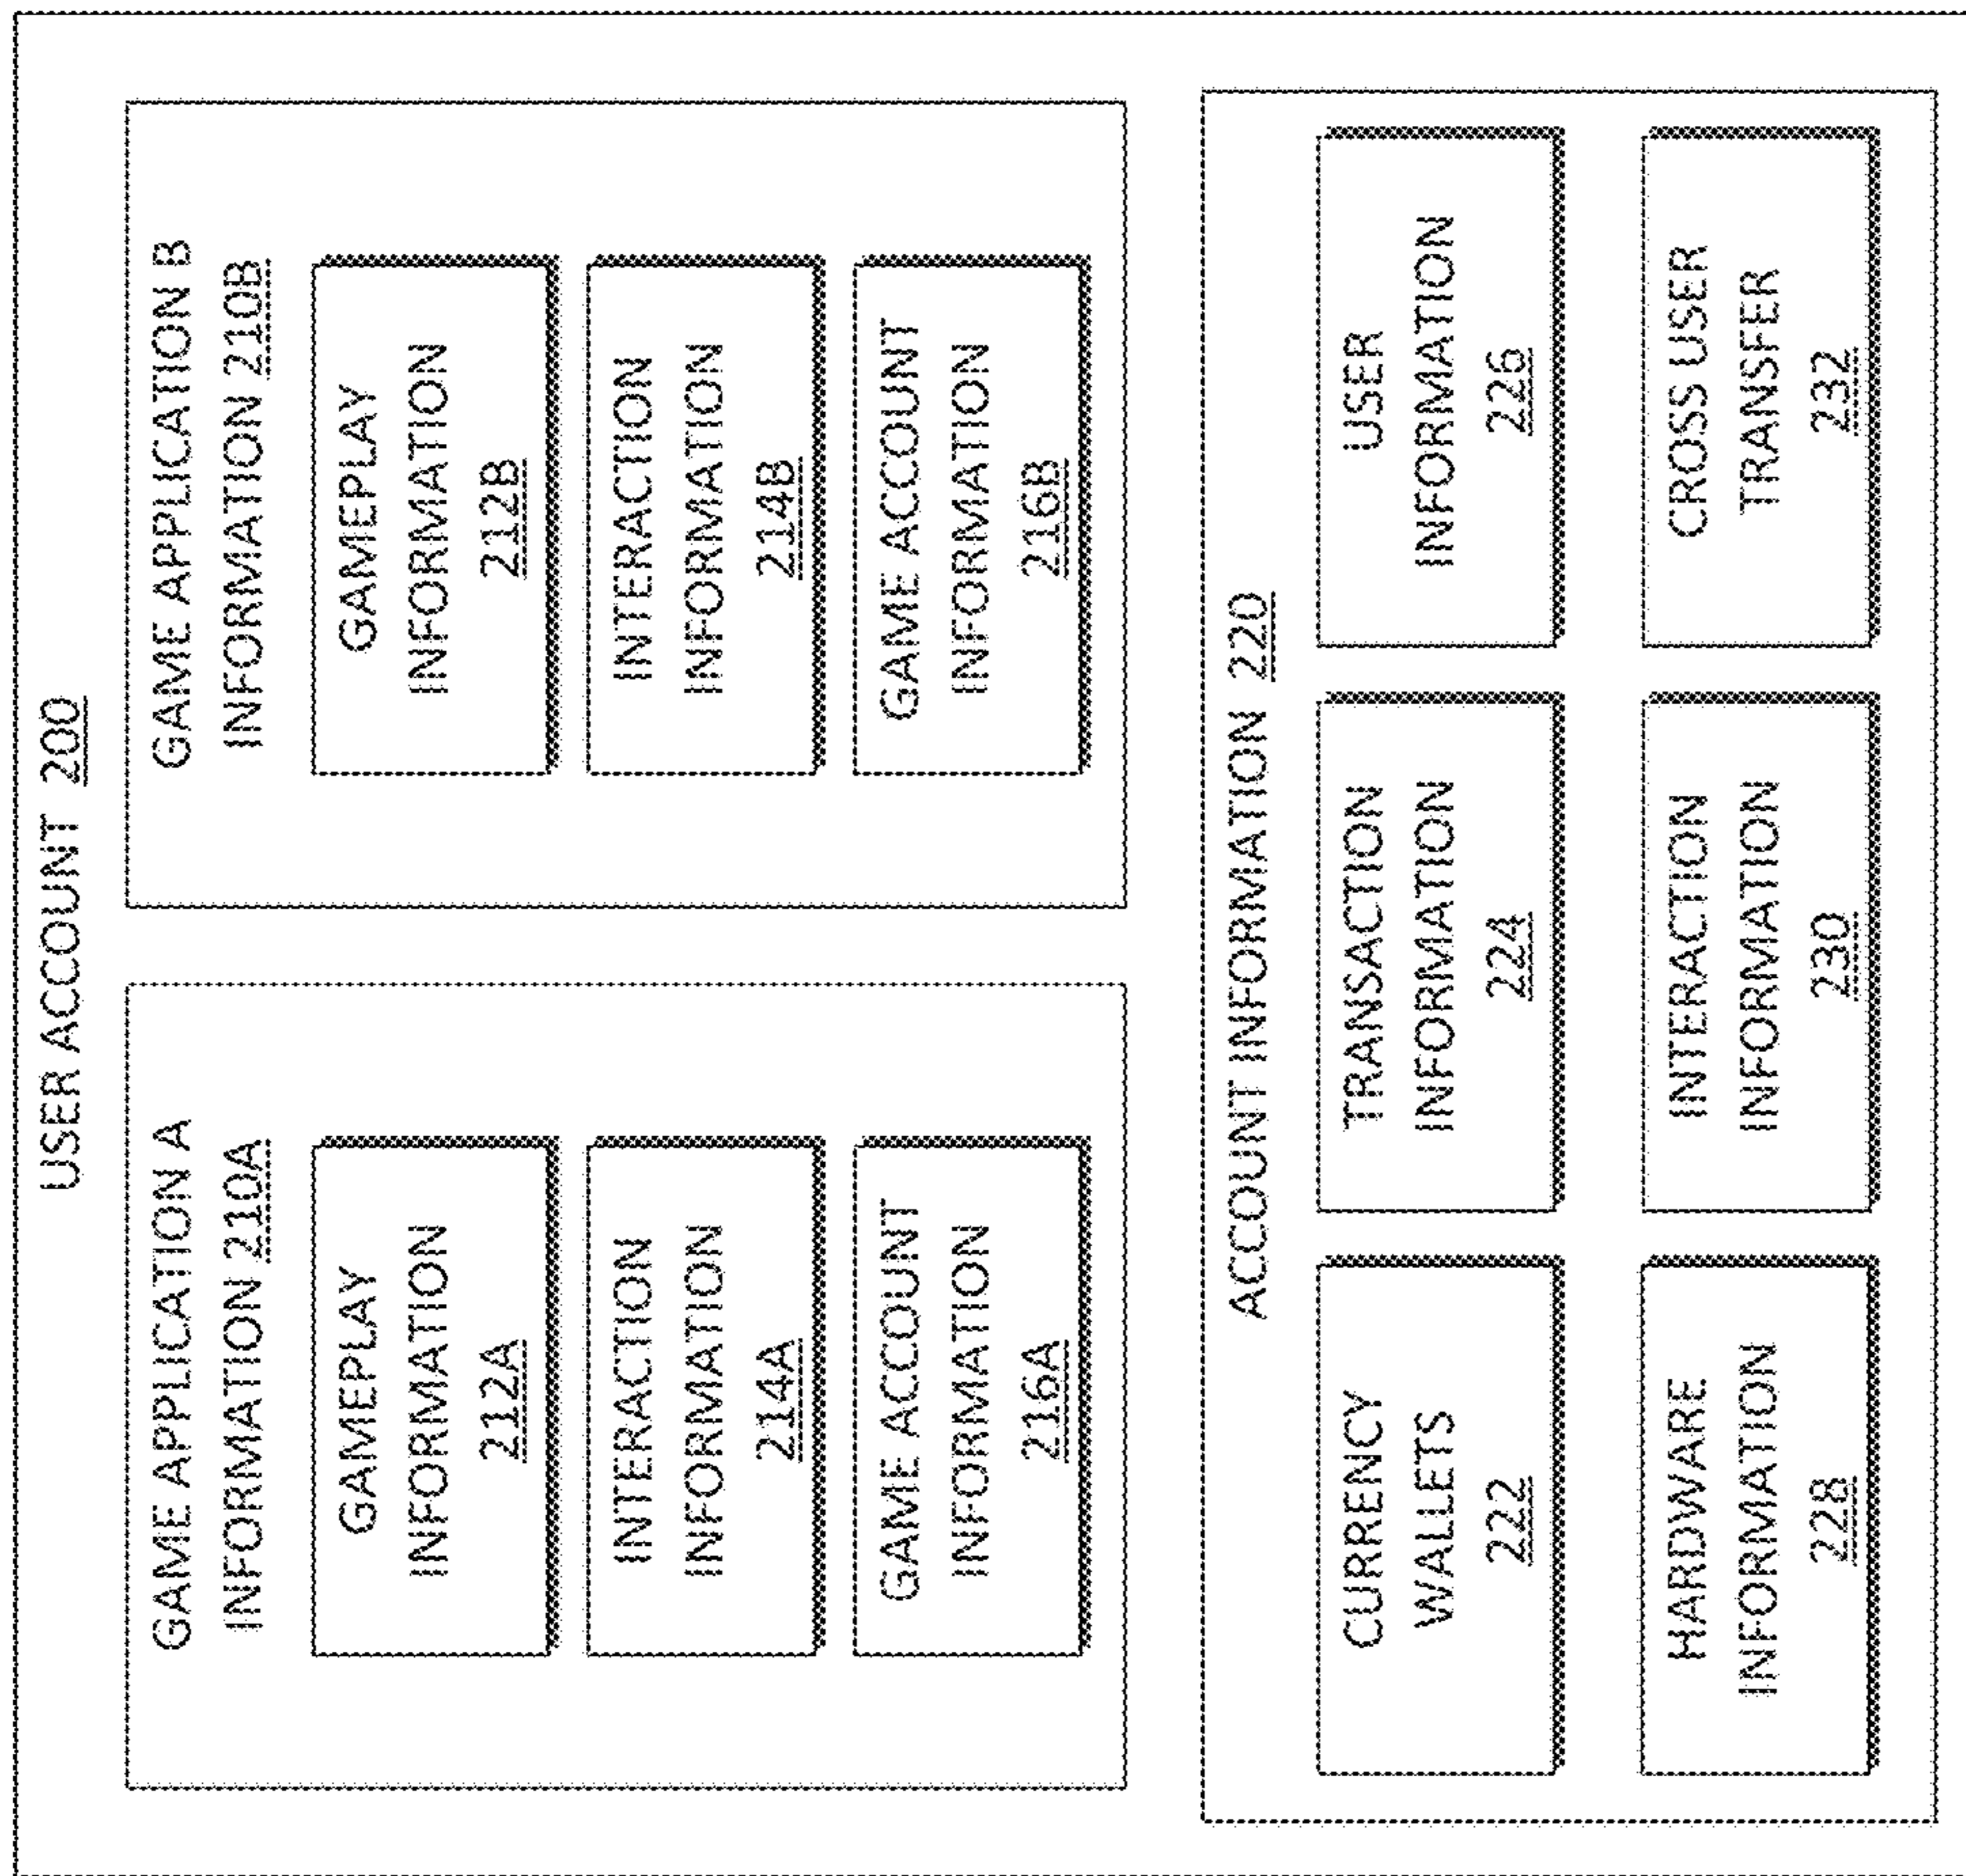 USER ACCOUNT 200
GAME APPLICATION A
INFORMATION 210A
GAMEPLAY
INFORMATION
212A
INTERACTION
INFORMATION
214A
GAME ACCOUNT
INFORMATION
216A
GAME APPLICATION B
INFORMATION 210B
GAMEPLAY
INFORMATION
212B
INTERACTION
INFORMATION
214B
GAME ACCOUNT
INFORMATION
216B
ACCOUNT INFORMATION 220
CURRENCY
WALLETS
222
TRANSACTION
INFORMATION
224
USER
INFORMATION
226
HARDWARE
INFORMATION
228
INTERACTION
INFORMATION
230
CROSS USER
TRANSFER
232